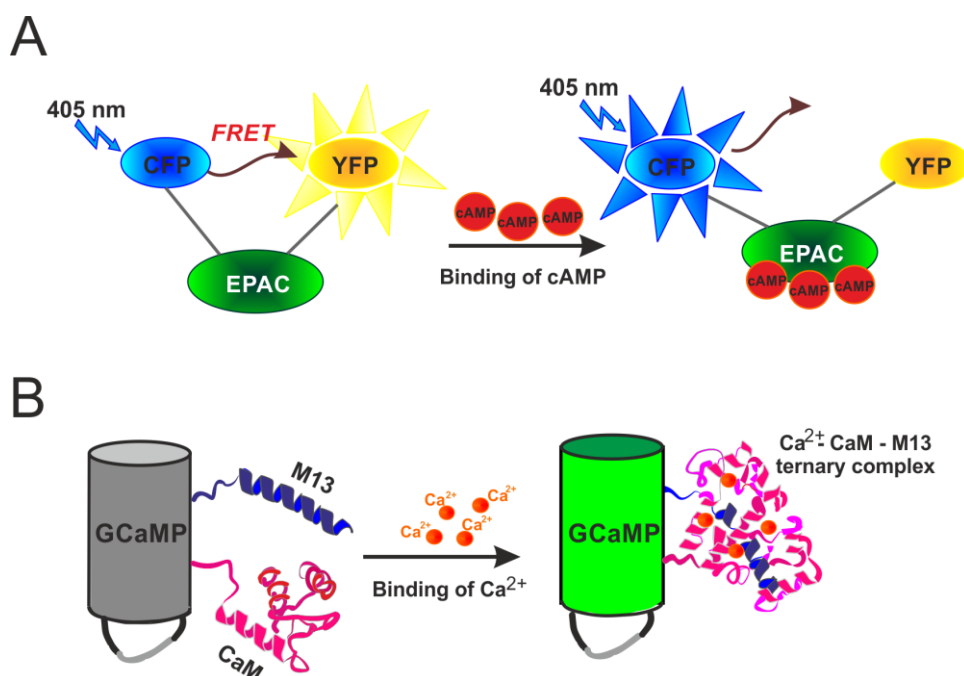 A
405 nm
FRET
CFP
YFP
EPAC
cAMP cAMP cAMP
Binding of cAMP
405 nm
CFP
YFP
EPAC
cAMP cAMP cAMP
B
GCaMP
M13
CaM
Ca²⁺ Ca²⁺
Ca²⁺ Ca²⁺
Binding of Ca²⁺
GCaMP
Ca²⁺- CaM - M13
ternary complex